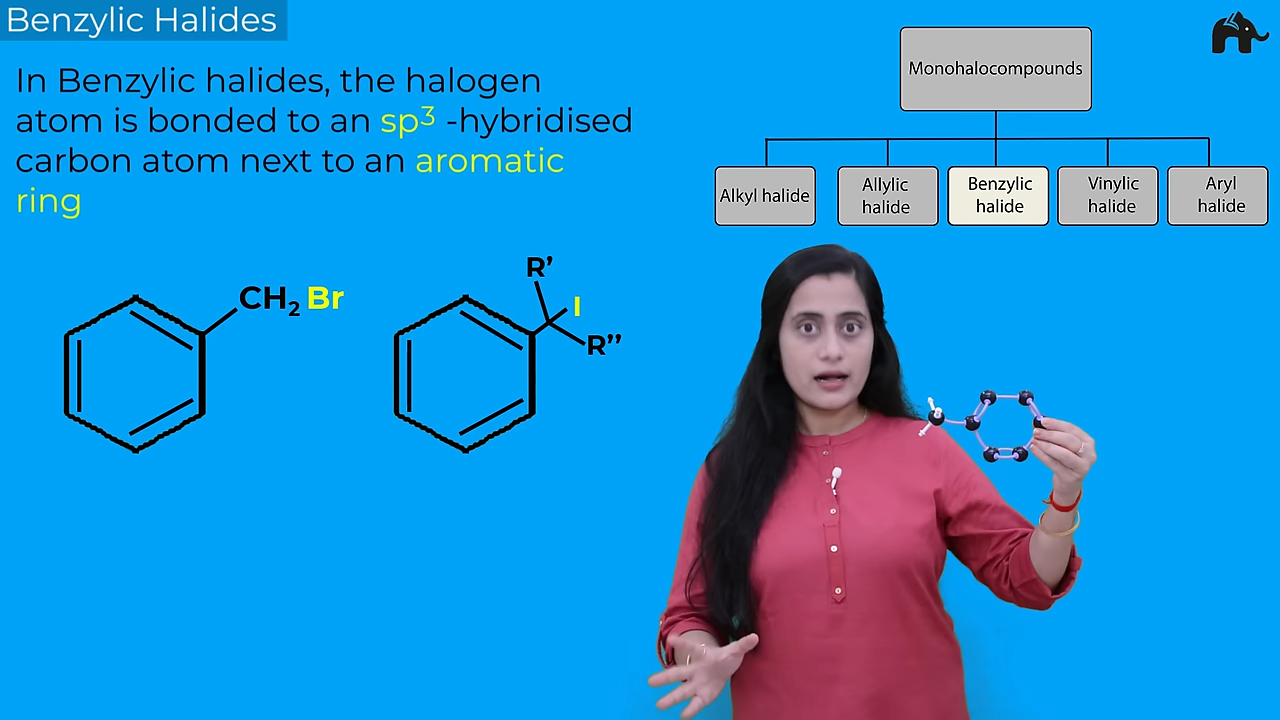 Benzylic Halides
In Benzylic halides, the halogen
atom is bonded to an sp³ -hybridised
carbon atom next to an aromatic
ring
Monohalocompounds
Alkyl halide
Allylic
halide
Benzylic
halide
Vinylic
halide
Aryl
halide
CH₂ Br
R’
I
R’’